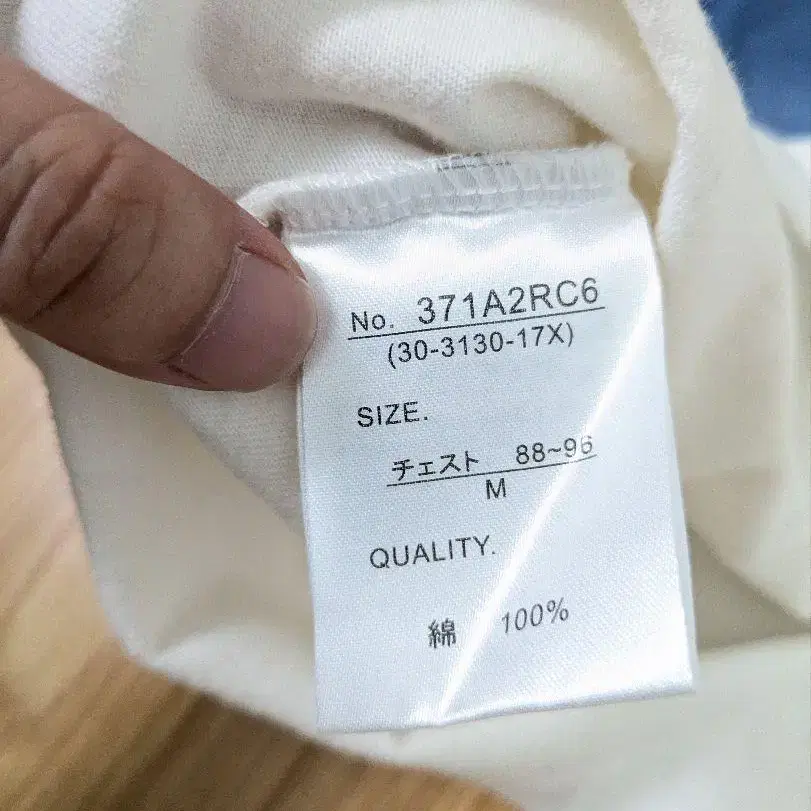 No. 371A2RC6
(30-3130-17X)
SIZE.
チェスト 88~96
M
QUALITY.
綿 100%